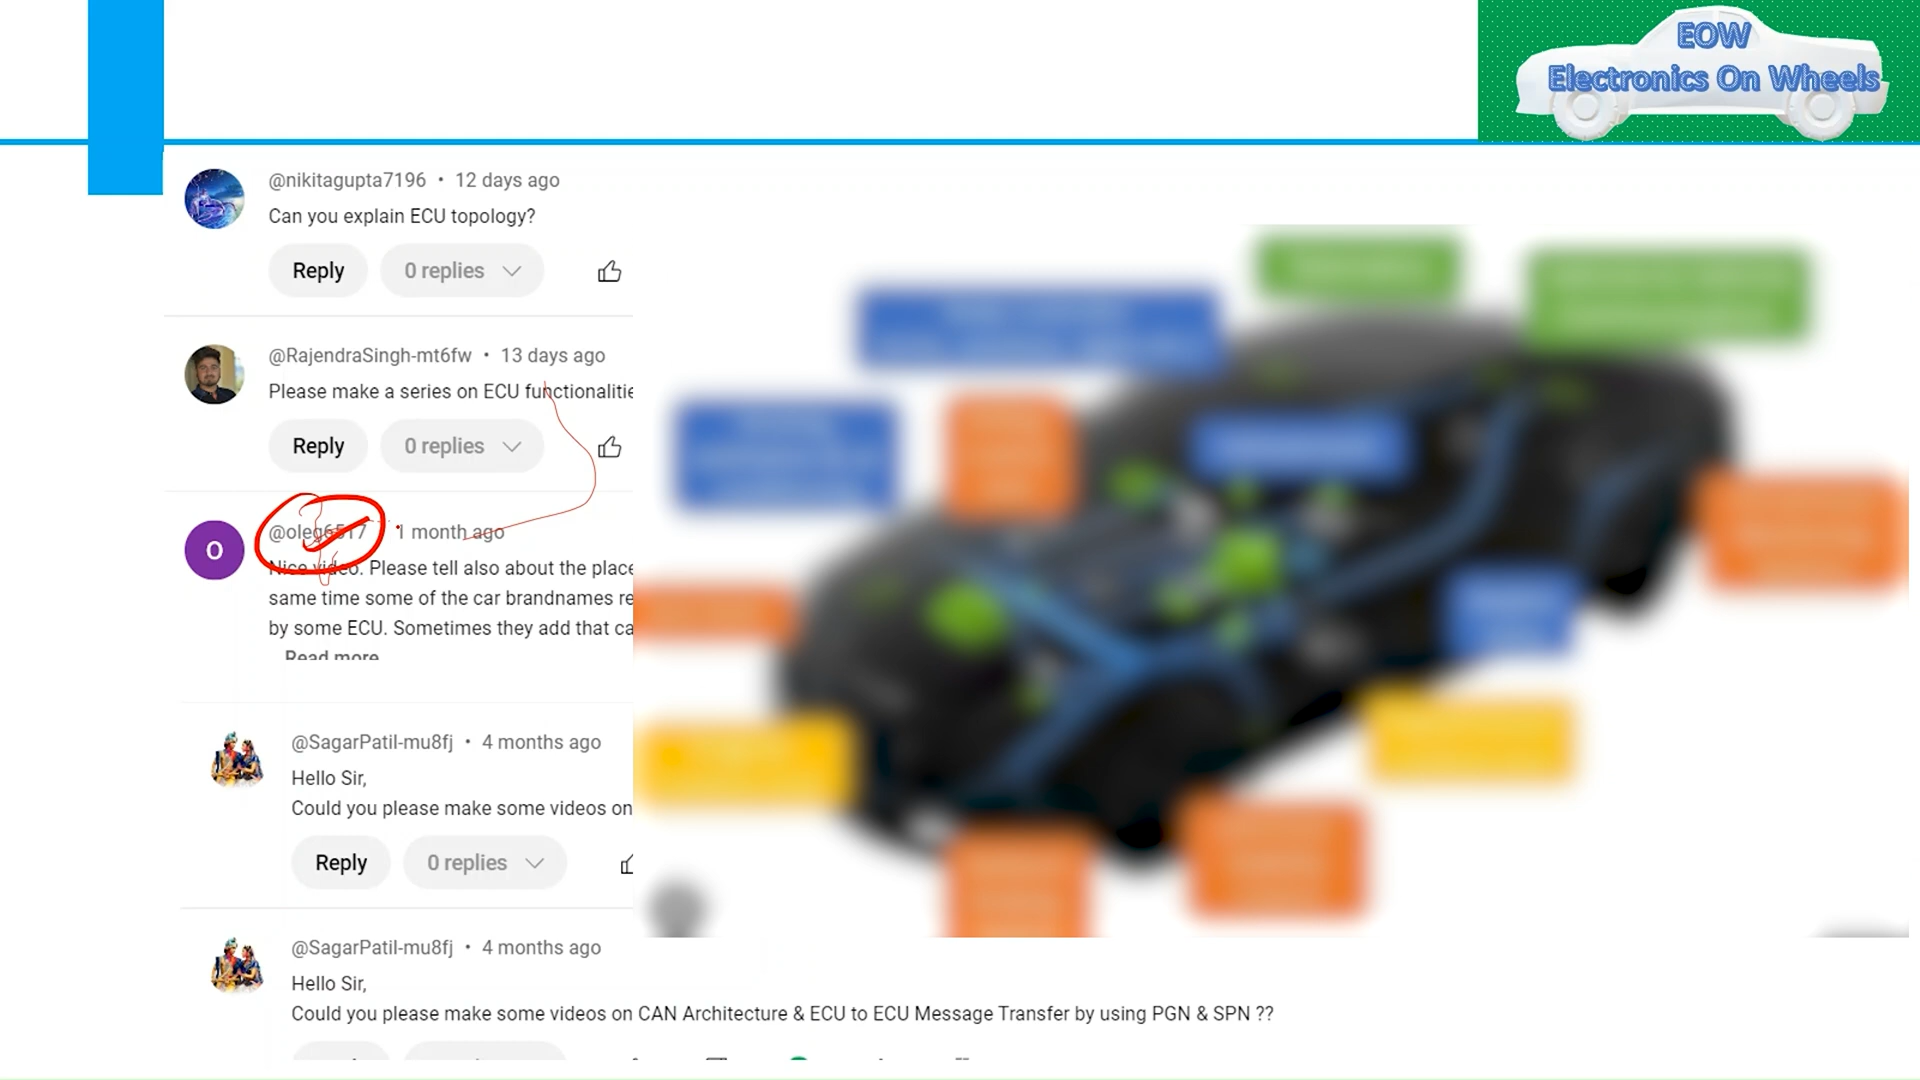 EOW
Electronics On Wheels
@nikitagupta7196 • 12 days ago
Can you explain ECU topology?
Reply 0 replies
@RajendraSingh-mt6fw • 13 days ago
Please make a series on ECU functionalitie
Reply 0 replies
O
@oleg6517 • 1 month ago
Nice video. Please tell also about the place
same time some of the car brandnames re
by some ECU. Sometimes they add that ca
Read more
@SagarPatil-mu8fj • 4 months ago
Hello Sir,
Could you please make some videos on
Reply 0 replies
@SagarPatil-mu8fj • 4 months ago
Hello Sir,
Could you please make some videos on CAN Architecture & ECU to ECU Message Transfer by using PGN & SPN ??